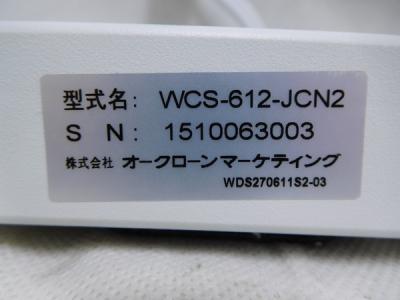 型式名: WCS-612-JCN2
S N: 1510063003
株式会社 オークローンマーケティング
WDS270611S2-03